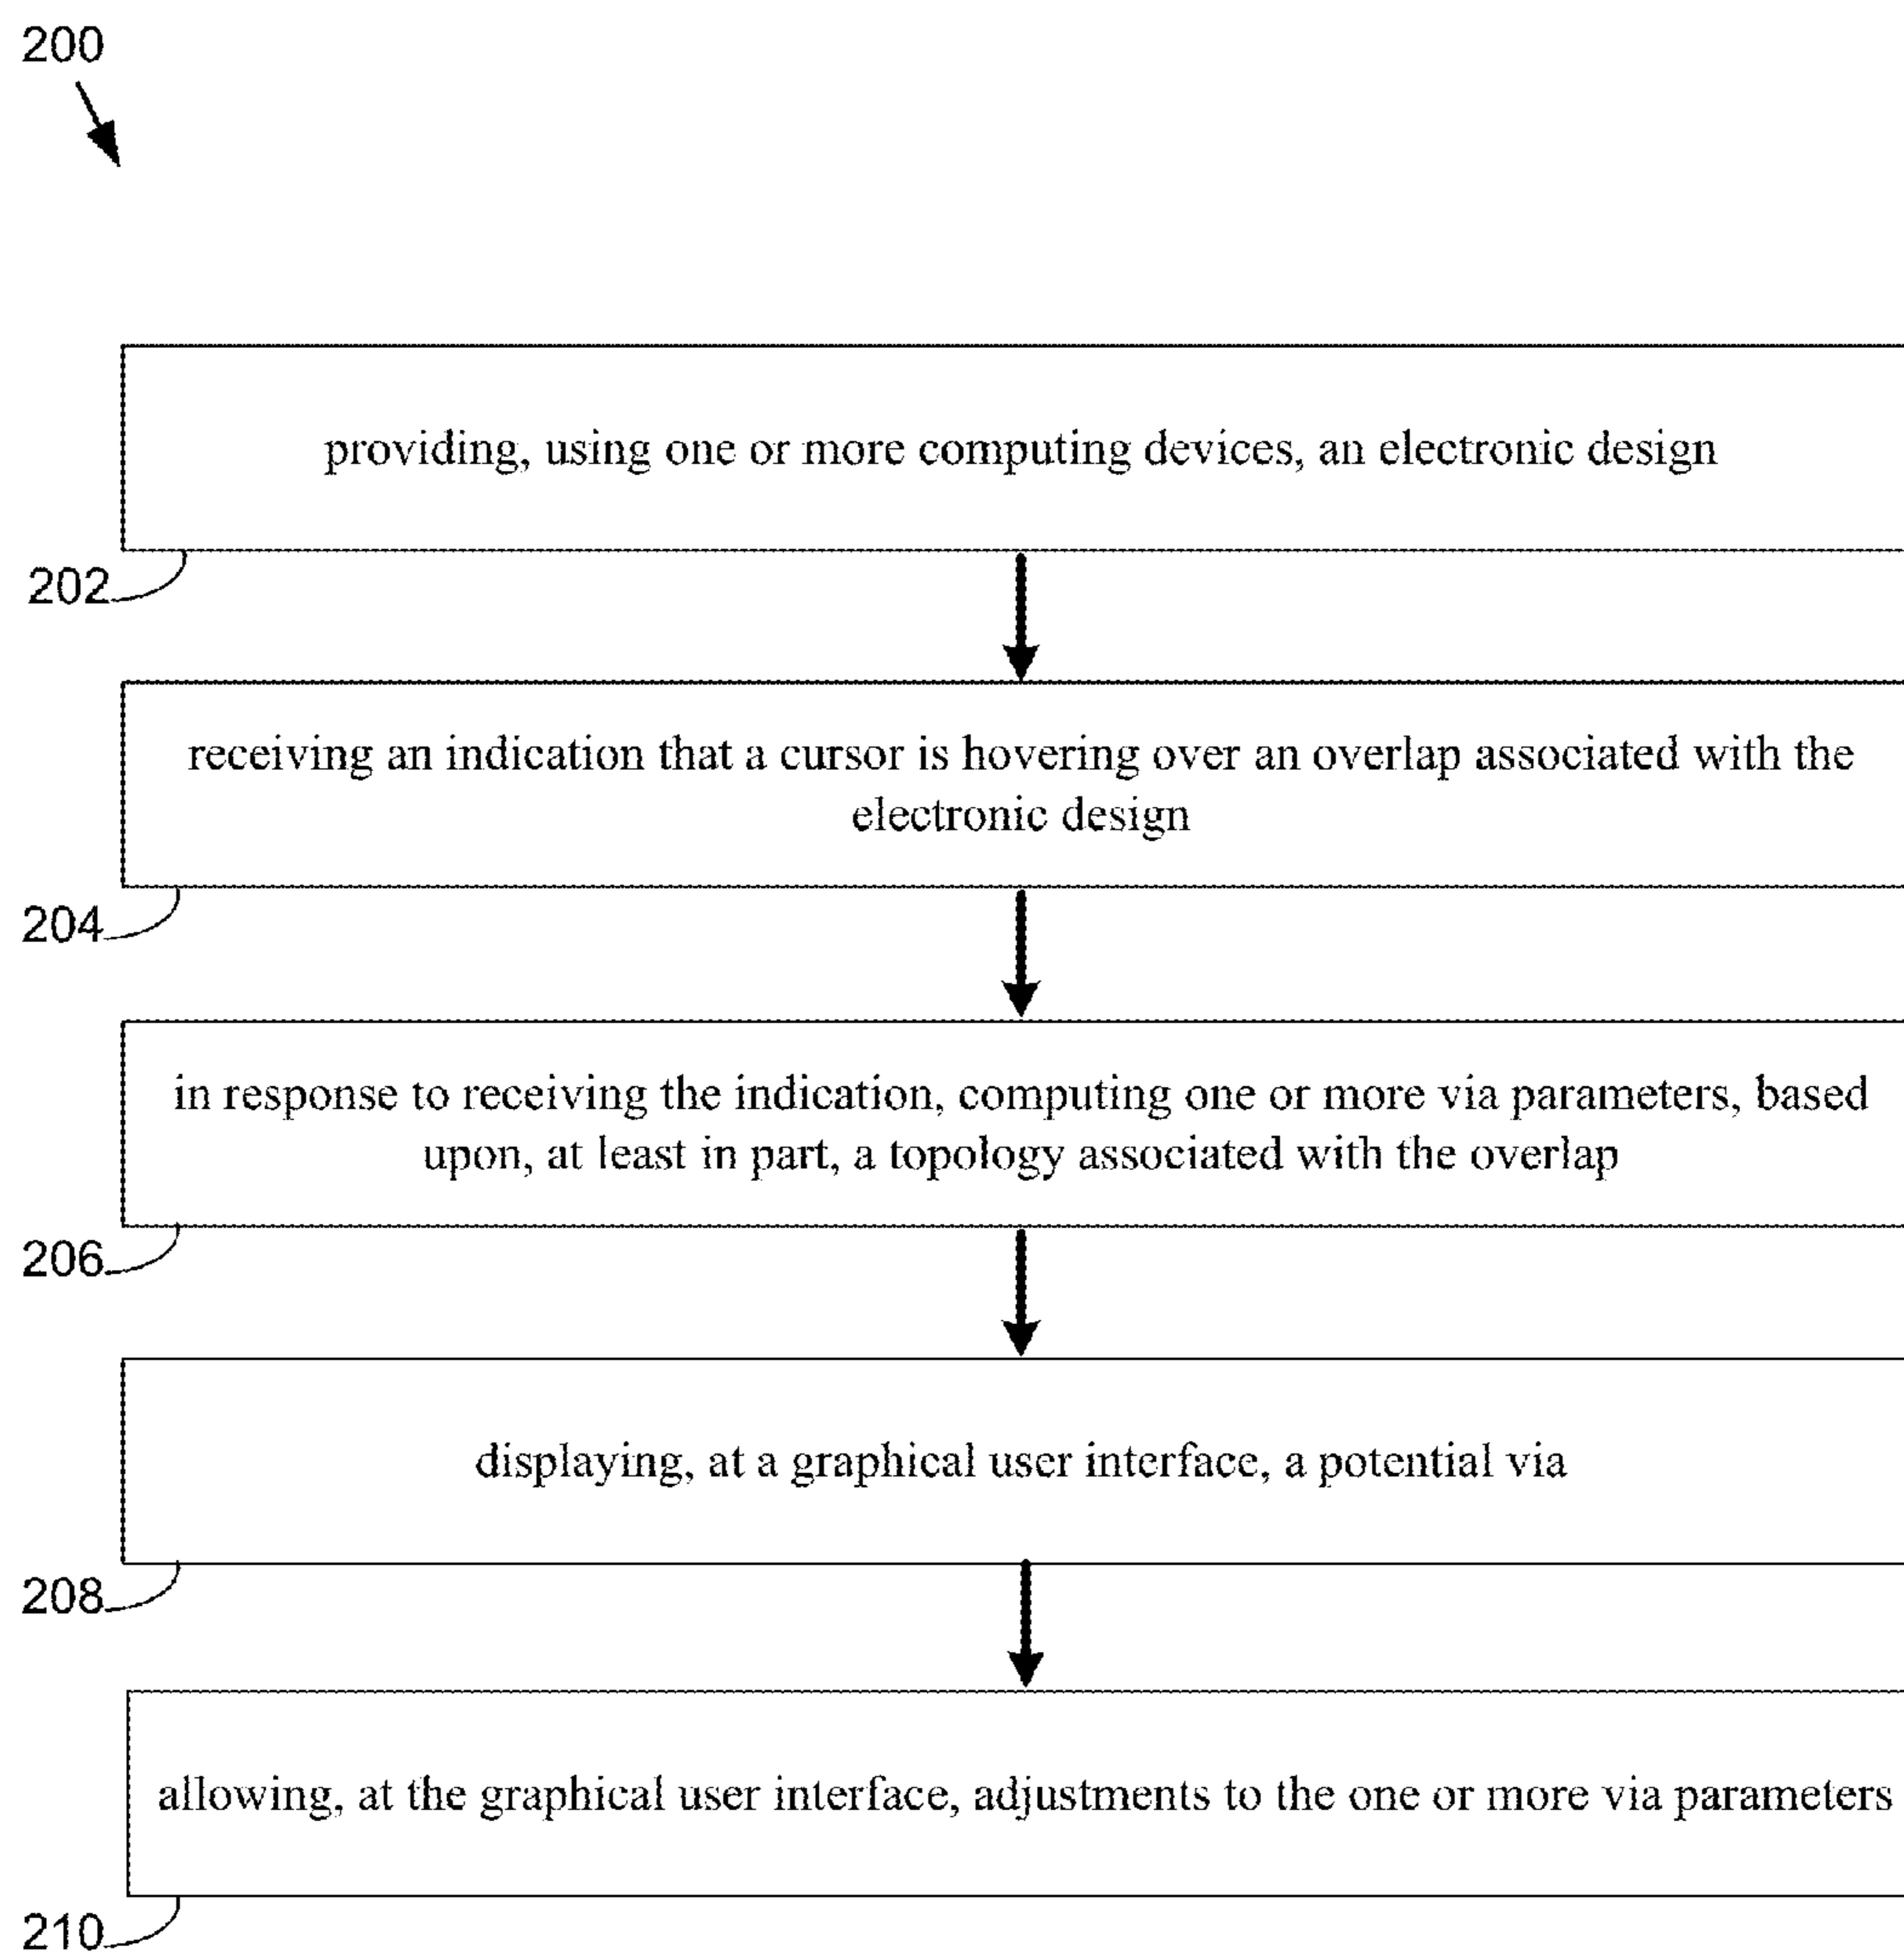 200
providing, using one or more computing devices, an electronic design
202
receiving an indication that a cursor is hovering over an overlap associated with the
electronic design
204
in response to receiving the indication, computing one or more via parameters, based
upon, at least in part, a topology associated with the overlap
206
displaying, at a graphical user interface, a potential via
208
allowing, at the graphical user interface, adjustments to the one or more via parameters
210